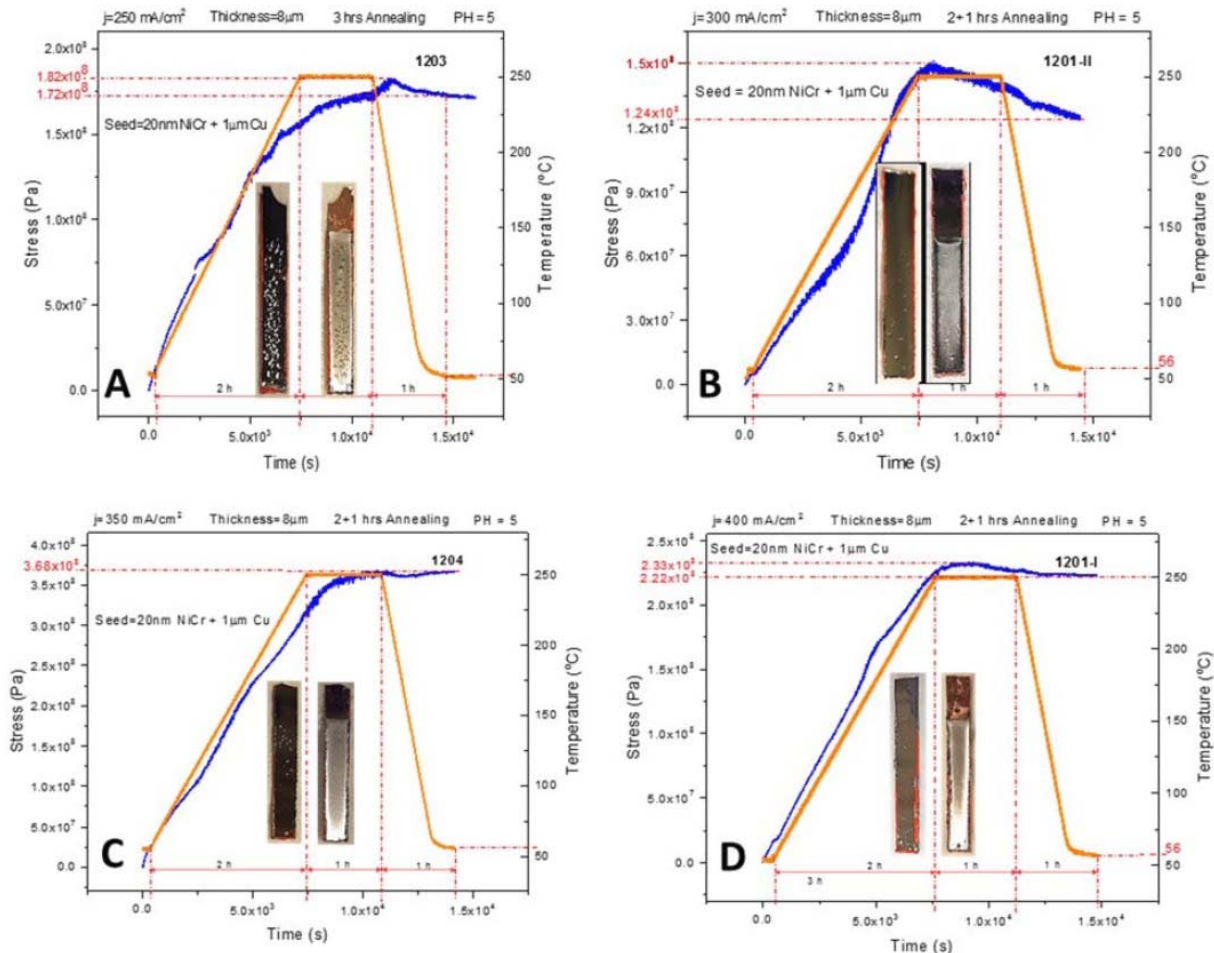 j=250 mA/cm² Thickness=8μm 3 hrs Annealing PH = 5
2.0x10⁸
1.82x10⁸
1.72x10⁸
1.5x10⁸
1.0x10⁸
5.0x10⁷
0.0
Stress (Pa)
1203
Seed=20nm NiCr + 1μm Cu
A
2 h
1 h
250
200
150
100
50
Temperature (°C)
0.0 5.0x10³ 1.0x10⁴ 1.5x10⁴
Time (s)
j=300 mA/cm² Thickness=8μm 2+1 hrs Annealing PH = 5
1.5x10⁸
1.24x10⁸
1.2x10⁸
9.0x10⁷
6.0x10⁷
3.0x10⁷
0.0
Stress (Pa)
1201-II
Seed = 20nm NiCr + 1μm Cu
B
2 h 1 h 1 h
250
200
150
100
56
50
Temperature (°C)
0.0 5.0x10³ 1.0x10⁴ 1.5x10⁴
Time (s)
j=350 mA/cm² Thickness=8μm 2+1 hrs Annealing PH = 5
4.0x10⁸
3.68x10⁸
3.5x10⁸
3.0x10⁸
2.5x10⁸
2.0x10⁸
1.5x10⁸
1.0x10⁸
5.0x10⁷
0.0
Stress (Pa)
1204
Seed=20nm NiCr + 1μm Cu
C
2 h 1 h 1 h
250
200
150
100
50
Temperature (°C)
0.0 5.0x10³ 1.0x10⁴ 1.5x10⁴
Time (s)
j=400 mA/cm² Thickness=8μm 2+1 hrs Annealing PH = 5
2.5x10⁸
2.33x10⁸
2.22x10⁸
2.0x10⁸
1.5x10⁸
1.0x10⁸
5.0x10⁷
0.0
Stress (Pa)
Seed=20nm NiCr + 1μm Cu
1201-I
D
3 h 2 h 1 h 1 h
250
200
150
100
56
50
Temperature (°C)
0.0 5.0x10³ 1.0x10⁴ 1.5x10⁴
Time (s)